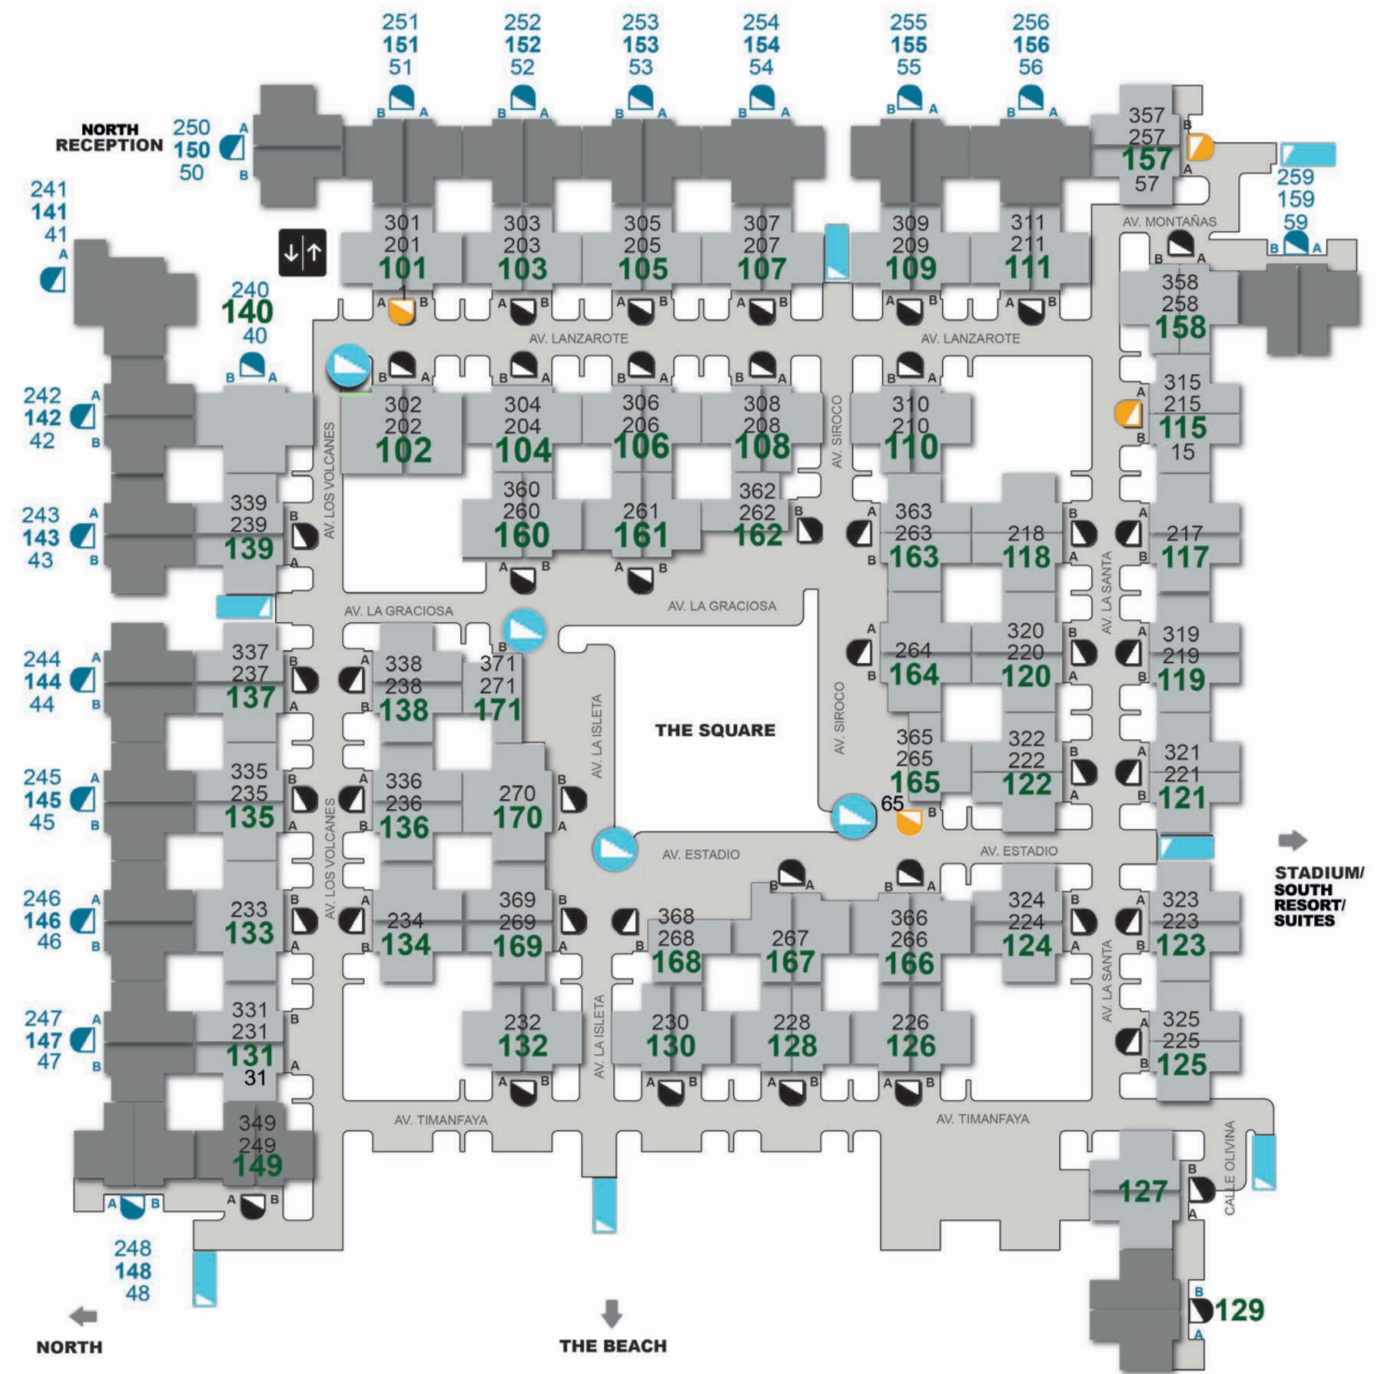 251
151
51
252
152
52
253
153
53
254
154
54
255
155
55
256
156
56
B A
B A
B A
B A
B A
B A
NORTH
RECEPTION
250
150
50
A
B
357
257
157
57
B
A
259
159
59
B A
AV. MONTAÑAS
B A
241
141
41
A
301
201
101
1
A B
303
203
103
A B
305
205
105
A B
307
207
107
A B
309
209
109
A B
311
211
111
A B
358
258
158
240
140
40
B A
AV. LANZAROTE
AV. LANZAROTE
B A
B A
B A
B A
B A
242
142
42
A
B
302
202
102
304
204
104
306
206
106
308
208
108
310
210
110
A
B
315
215
115
15
AV. LOS VOLCANES
AV. SIROCO
243
143
43
A
B
339
239
139
B
A
360
260
160
A B
261
161
A B
362
262
162
B
A
A
B
363
263
163
218
118
B
A
AV. LA SANTA
A
B
217
117
AV. LA GRACIOSA
AV. LA GRACIOSA
244
144
44
A
B
337
237
137
B
A
A
B
338
238
138
B
371
271
171
AV. LA ISLETA
THE SQUARE
AV. SIROCO
A
B
264
164
320
220
120
B
A
A
B
319
219
119
245
145
45
A
B
335
235
135
B
A
AV. LOS VOLCANES
A
B
336
236
136
270
170
B
A
365
265
165
65
B
322
222
122
B
A
A
B
321
221
121
AV. ESTADIO
AV. ESTADIO
STADIUM/
SOUTH
RESORT/
SUITES
246
146
46
A
B
233
133
B
A
A
B
234
134
369
269
169
B
A
A
B
368
268
168
B A
267
167
B A
366
266
166
324
224
124
B
A
A
B
323
223
123
AV. LA SANTA
247
147
47
A
B
331
231
131
31
B
A
232
132
A B
AV. LA ISLETA
230
130
A B
228
128
A B
226
126
A B
A
B
325
225
125
AV. TIMANFAYA
AV. TIMANFAYA
349
249
149
A B
A B
248
148
48
127
B
A
CALLE OLIVINA
B
A
129
NORTH
THE BEACH